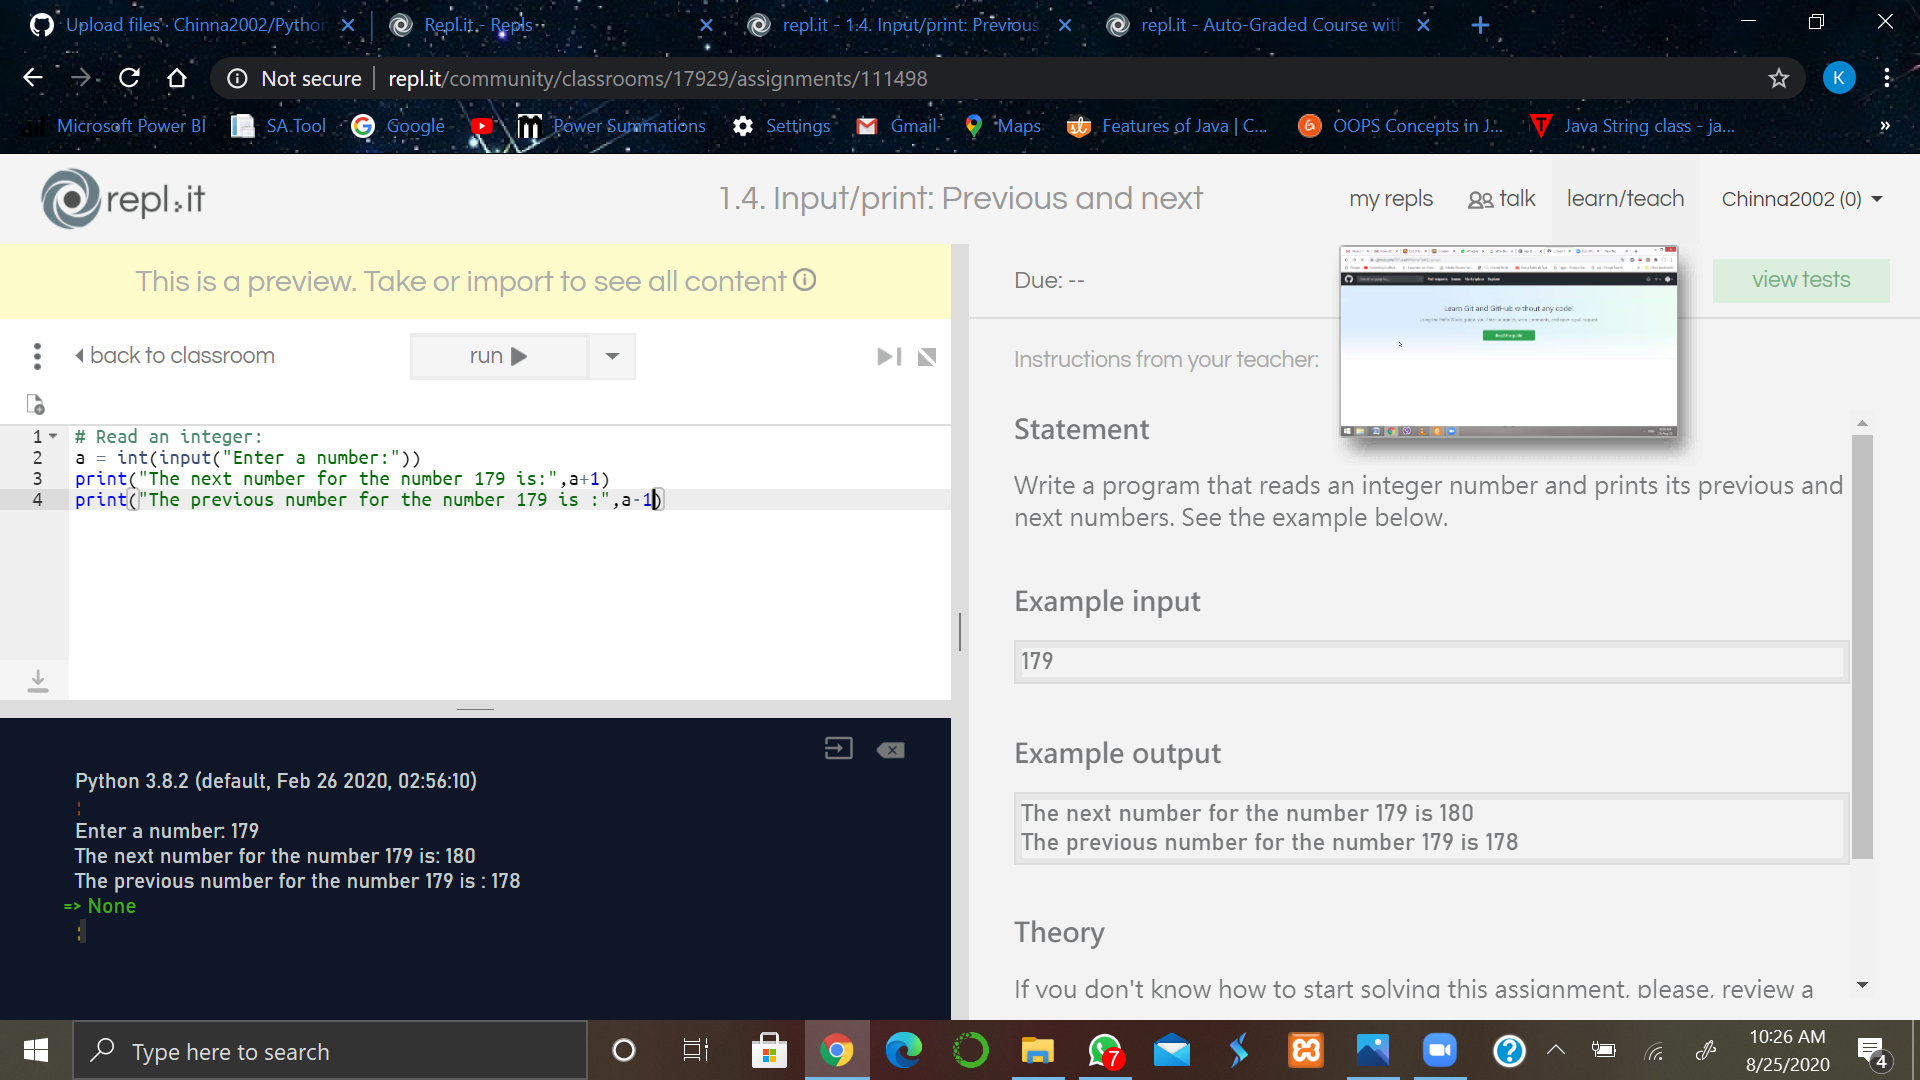 Upload files · Chinna2002/Pytho
Repl.it - Repls
repl.it - 1.4. Input/print: Previous
repl.it - Auto-Graded Course with
Not secure
repl.it/community/classrooms/17929/assignments/111498
K
Microsoft Power BI
SA.Tool
Google
Power Summations
Settings
Gmail
Maps
Features of Java | C...
OOPS Concepts in J...
Java String class - ja...
»
repl.it
1.4. Input/print: Previous and next
my repls
talk
learn/teach
Chinna2002 (0)
This is a preview. Take or import to see all content
Due: --
view tests
Learn Git and GitHub without any code!
back to classroom
run
Instructions from your teacher:
1 # Read an integer:
2 a = int(input("Enter a number:"))
3 print("The next number for the number 179 is:",a+1)
4 print("The previous number for the number 179 is :",a-1)
Statement
Write a program that reads an integer number and prints its previous and
next numbers. See the example below.
Example input
179
Example output
The next number for the number 179 is 180
The previous number for the number 179 is 178
Theory
If you don't know how to start solving this assignment, please, review a
Python 3.8.2 (default, Feb 26 2020, 02:56:10)
Enter a number: 179
The next number for the number 179 is: 180
The previous number for the number 179 is : 178
=> None
Type here to search
7
10:26 AM
8/25/2020
4